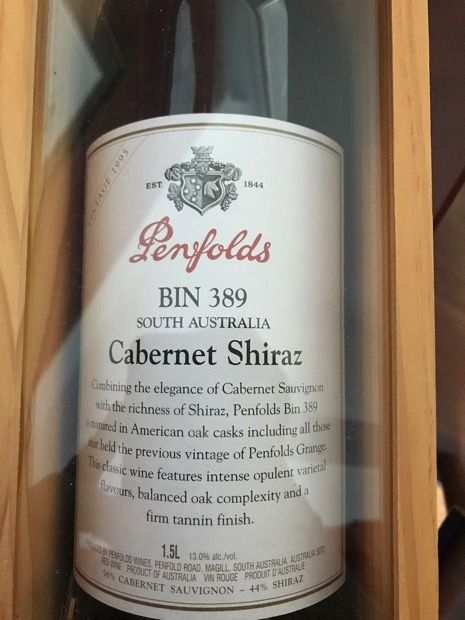 VINTAGE 1995
EST. 1844
Penfolds
BIN 389
SOUTH AUSTRALIA
Cabernet Shiraz
Combining the elegance of Cabernet Sauvignon
with the richness of Shiraz, Penfolds Bin 389
is matured in American oak casks including all those
that held the previous vintage of Penfolds Grange.
This classic wine features intense opulent varietal
flavours, balanced oak complexity and a
firm tannin finish.
1.5L 13.0% alc./vol.
PRODUCED BY PENFOLDS WINES, PENFOLD ROAD, MAGILL, SOUTH AUSTRALIA, AUSTRALIA 5072
RED WINE PRODUCT OF AUSTRALIA VIN ROUGE PRODUIT D'AUSTRALIE
56% CABERNET SAUVIGNON – 44% SHIRAZ